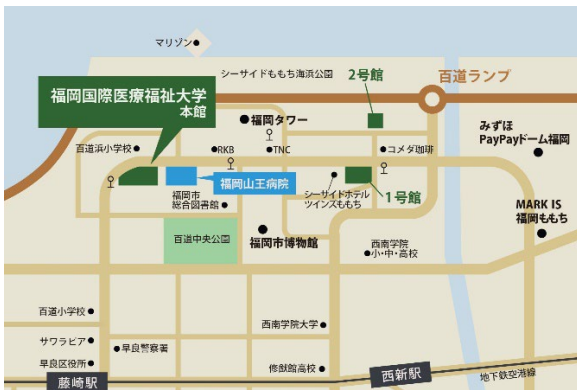 マリゾン
シーサイドももち海浜公園
2号館
百道ランプ
福岡国際医療福祉大学
本館
福岡タワー
みずほ
PayPayドーム福岡
百道浜小学校
RKB
TNC
コメダ珈琲
福岡山王病院
福岡市
総合図書館
シーサイドホテル
ツインズももち
1号館
MARK IS
福岡ももち
百道中央公園
福岡市博物館
西南学院
小・中・高校
百道小学校
西南学院大学
サワラピア
早良警察署
早良区役所
修猷館高校
藤崎駅
西新駅
地下鉄空港線